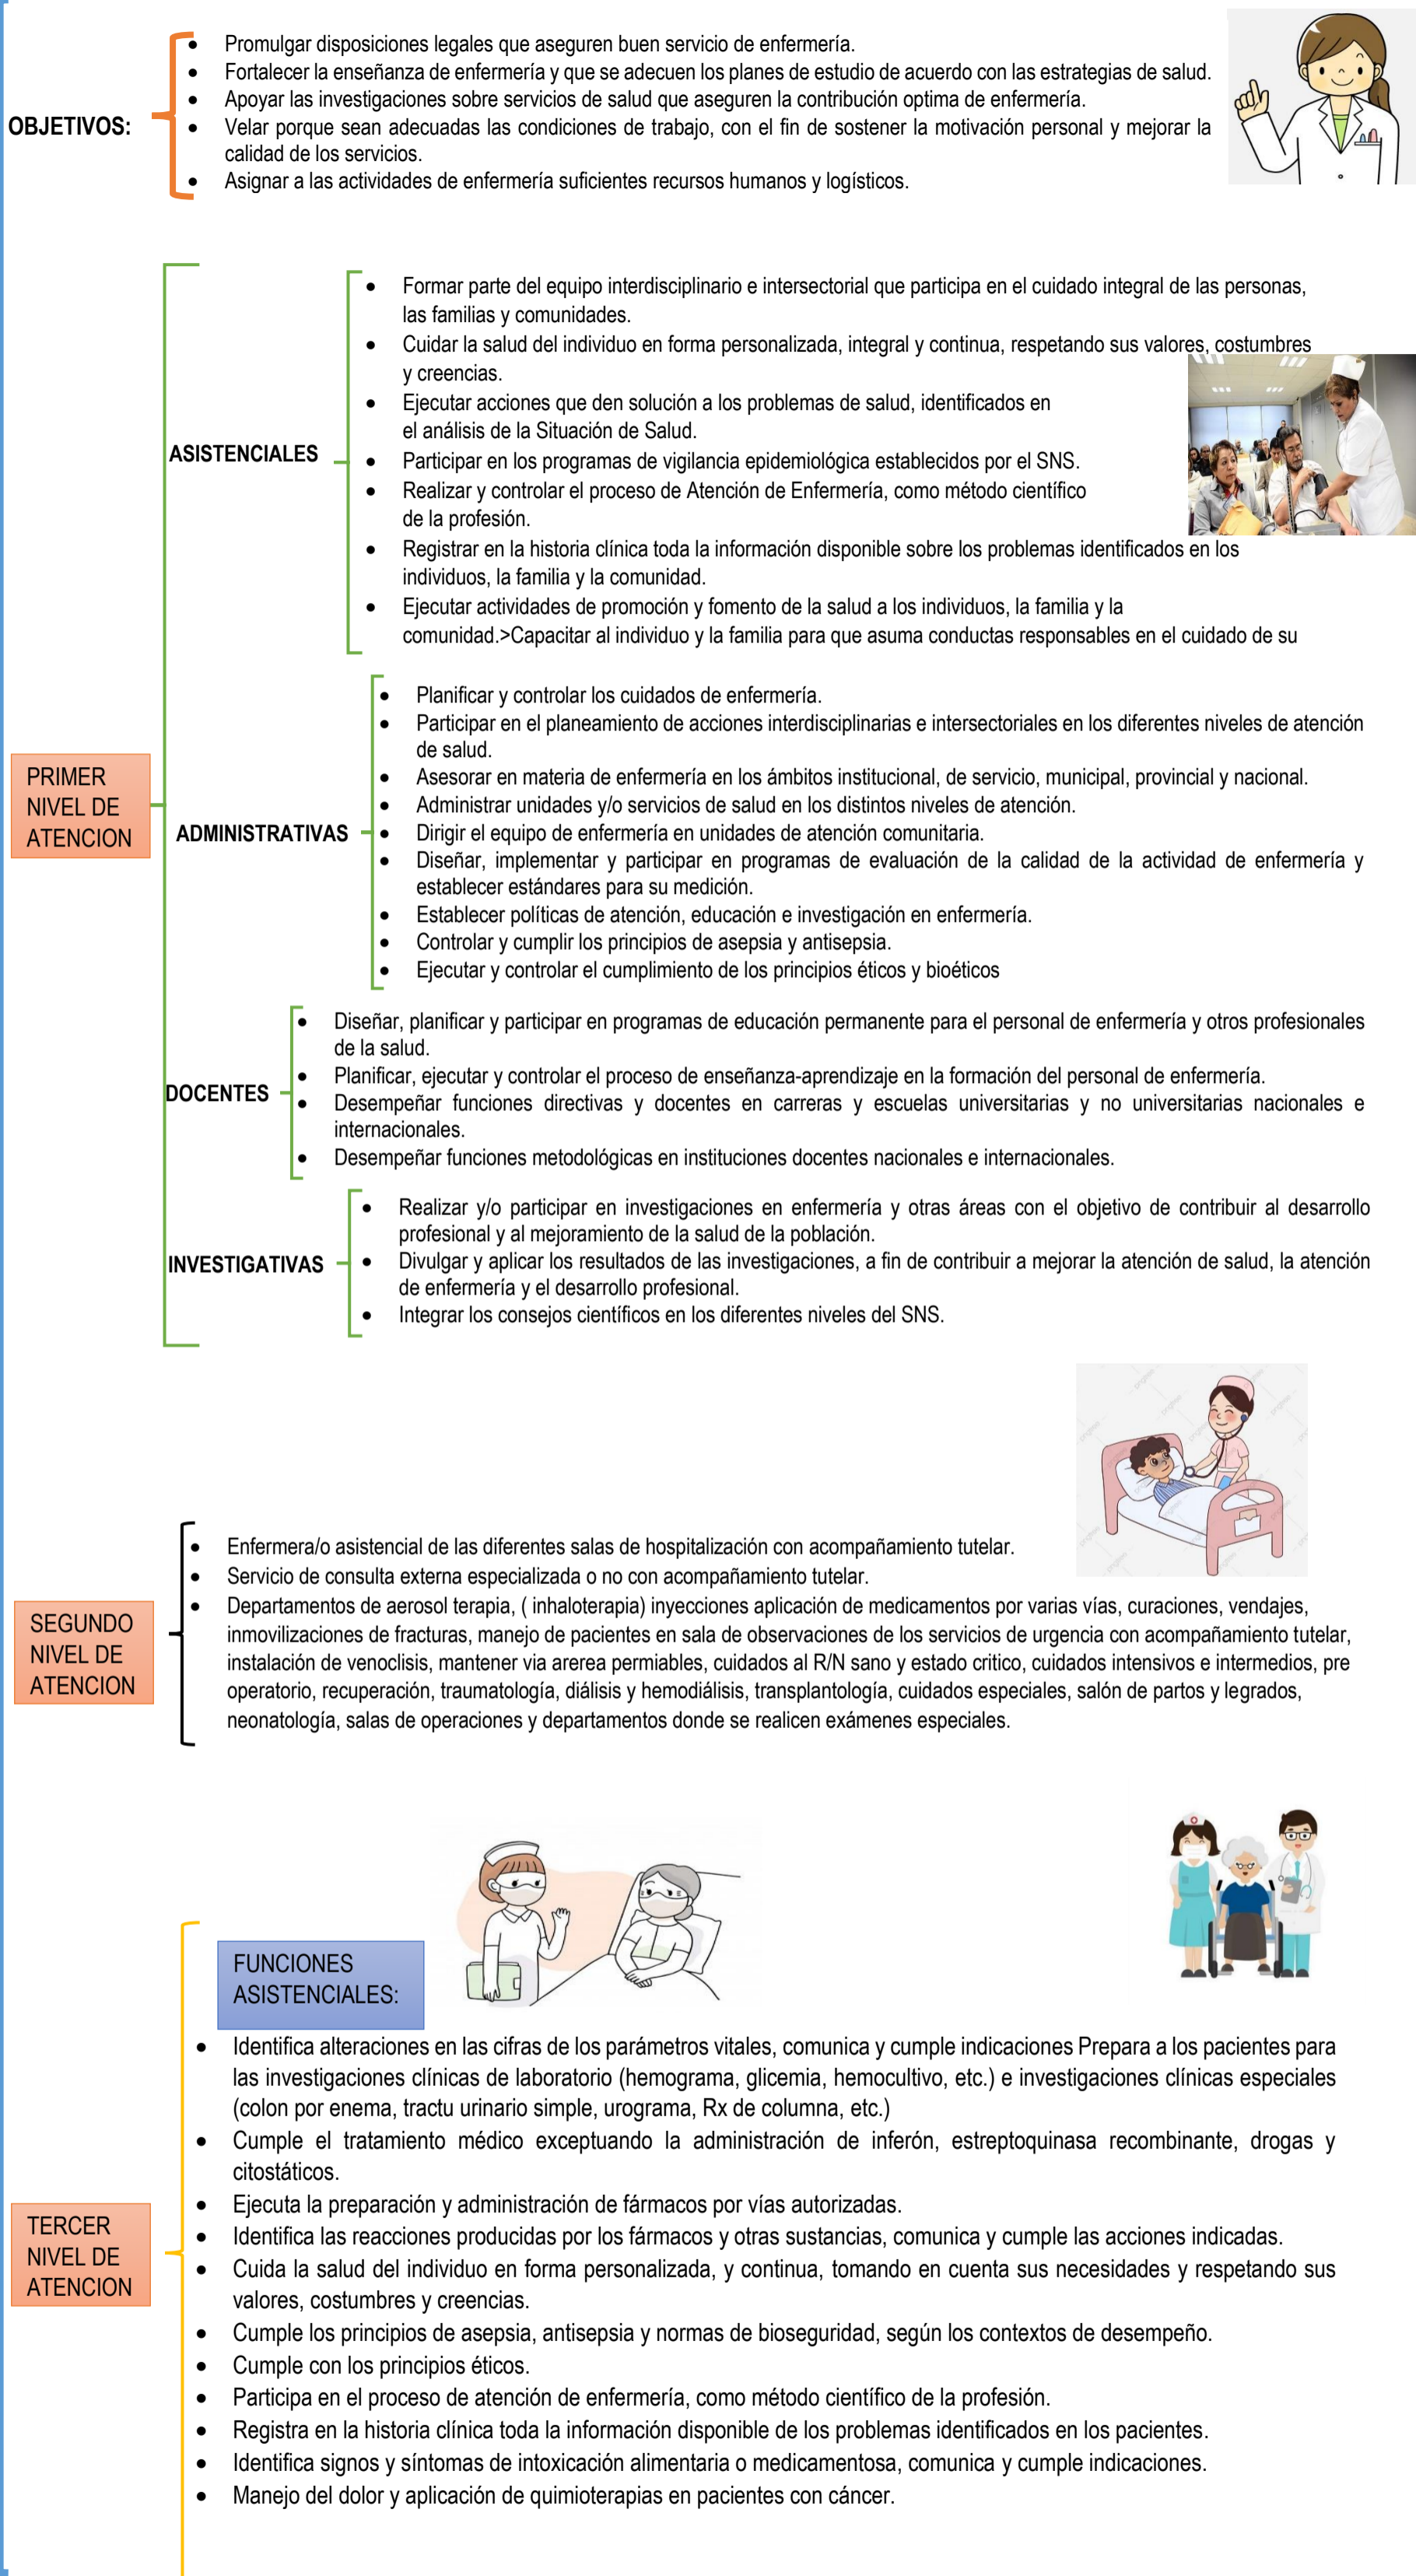 OBJETIVOS:
• Promulgar disposiciones legales que aseguren buen servicio de enfermería.
• Fortalecer la enseñanza de enfermería y que se adecuen los planes de estudio de acuerdo con las estrategias de salud.
• Apoyar las investigaciones sobre servicios de salud que aseguren la contribución optima de enfermería.
• Velar porque sean adecuadas las condiciones de trabajo, con el fin de sostener la motivación personal y mejorar la
calidad de los servicios.
• Asignar a las actividades de enfermería suficientes recursos humanos y logísticos.
PRIMER
NIVEL DE
ATENCION
ASISTENCIALES
• Formar parte del equipo interdisciplinario e intersectorial que participa en el cuidado integral de las personas,
las familias y comunidades.
• Cuidar la salud del individuo en forma personalizada, integral y continua, respetando sus valores, costumbres
y creencias.
• Ejecutar acciones que den solución a los problemas de salud, identificados en
el análisis de la Situación de Salud.
• Participar en los programas de vigilancia epidemiológica establecidos por el SNS.
• Realizar y controlar el proceso de Atención de Enfermería, como método científico
de la profesión.
• Registrar en la historia clínica toda la información disponible sobre los problemas identificados en los
individuos, la familia y la comunidad.
• Ejecutar actividades de promoción y fomento de la salud a los individuos, la familia y la
comunidad.>Capacitar al individuo y la familia para que asuma conductas responsables en el cuidado de su
ADMINISTRATIVAS
• Planificar y controlar los cuidados de enfermería.
• Participar en el planeamiento de acciones interdisciplinarias e intersectoriales en los diferentes niveles de atención
de salud.
• Asesorar en materia de enfermería en los ámbitos institucional, de servicio, municipal, provincial y nacional.
• Administrar unidades y/o servicios de salud en los distintos niveles de atención.
• Dirigir el equipo de enfermería en unidades de atención comunitaria.
• Diseñar, implementar y participar en programas de evaluación de la calidad de la actividad de enfermería y
establecer estándares para su medición.
• Establecer políticas de atención, educación e investigación en enfermería.
• Controlar y cumplir los principios de asepsia y antisepsia.
• Ejecutar y controlar el cumplimiento de los principios éticos y bioéticos
DOCENTES
• Diseñar, planificar y participar en programas de educación permanente para el personal de enfermería y otros profesionales
de la salud.
• Planificar, ejecutar y controlar el proceso de enseñanza-aprendizaje en la formación del personal de enfermería.
• Desempeñar funciones directivas y docentes en carreras y escuelas universitarias y no universitarias nacionales e
internacionales.
• Desempeñar funciones metodológicas en instituciones docentes nacionales e internacionales.
INVESTIGATIVAS
• Realizar y/o participar en investigaciones en enfermería y otras áreas con el objetivo de contribuir al desarrollo
profesional y al mejoramiento de la salud de la población.
• Divulgar y aplicar los resultados de las investigaciones, a fin de contribuir a mejorar la atención de salud, la atención
de enfermería y el desarrollo profesional.
• Integrar los consejos científicos en los diferentes niveles del SNS.
SEGUNDO
NIVEL DE
ATENCION
• Enfermera/o asistencial de las diferentes salas de hospitalización con acompañamiento tutelar.
• Servicio de consulta externa especializada o no con acompañamiento tutelar.
• Departamentos de aerosol terapia, ( inhaloterapia) inyecciones aplicación de medicamentos por varias vías, curaciones, vendajes,
inmovilizaciones de fracturas, manejo de pacientes en sala de observaciones de los servicios de urgencia con acompañamiento tutelar,
instalación de venoclisis, mantener via arerea permiables, cuidados al R/N sano y estado critico, cuidados intensivos e intermedios, pre
operatorio, recuperación, traumatología, diálisis y hemodiálisis, transplantología, cuidados especiales, salón de partos y legrados,
neonatología, salas de operaciones y departamentos donde se realicen exámenes especiales.
TERCER
NIVEL DE
ATENCION
FUNCIONES
ASISTENCIALES:
• Identifica alteraciones en las cifras de los parámetros vitales, comunica y cumple indicaciones Prepara a los pacientes para
las investigaciones clínicas de laboratorio (hemograma, glicemia, hemocultivo, etc.) e investigaciones clínicas especiales
(colon por enema, tractu urinario simple, urograma, Rx de columna, etc.)
• Cumple el tratamiento médico exceptuando la administración de inferón, estreptoquinasa recombinante, drogas y
citostáticos.
• Ejecuta la preparación y administración de fármacos por vías autorizadas.
• Identifica las reacciones producidas por los fármacos y otras sustancias, comunica y cumple las acciones indicadas.
• Cuida la salud del individuo en forma personalizada, y continua, tomando en cuenta sus necesidades y respetando sus
valores, costumbres y creencias.
• Cumple los principios de asepsia, antisepsia y normas de bioseguridad, según los contextos de desempeño.
• Cumple con los principios éticos.
• Participa en el proceso de atención de enfermería, como método científico de la profesión.
• Registra en la historia clínica toda la información disponible de los problemas identificados en los pacientes.
• Identifica signos y síntomas de intoxicación alimentaria o medicamentosa, comunica y cumple indicaciones.
• Manejo del dolor y aplicación de quimioterapias en pacientes con cáncer.